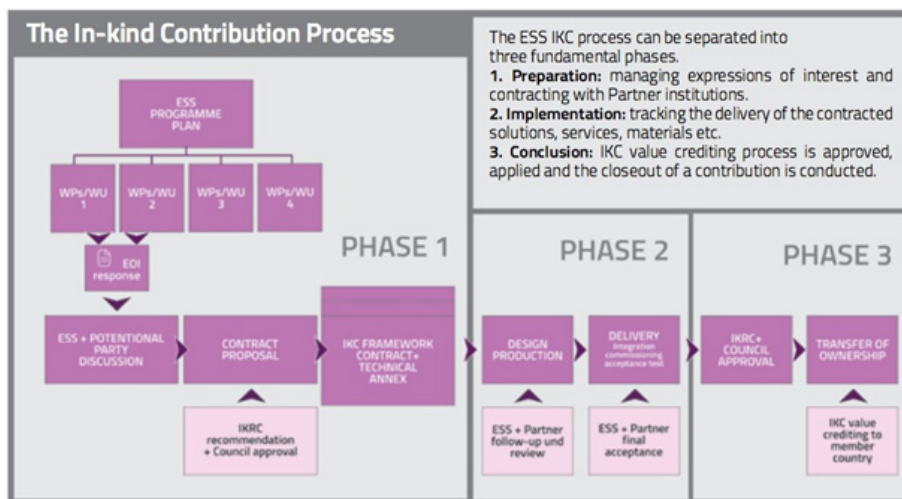 The In-kind Contribution Process
The ESS IKC process can be separated into
three fundamental phases.
1. Preparation: managing expressions of interest and
contracting with Partner institutions.
2. Implementation: tracking the delivery of the contracted
solutions, services, materials etc.
3. Conclusion: IKC value crediting process is approved,
applied and the closeout of a contribution is conducted.
ESS
PROGRAMME
PLAN
WPs/WU
1
WPs/WU
2
WPs/WU
3
WPs/WU
4
EOI
response
PHASE 1
ESS + POTENTIONAL
PARTY
DISCUSSION
CONTRACT
PROPOSAL
IKC FRAMEWORK
CONTRACT+
TECHNICAL
ANNEX
IKRC
recommendation
+ Council approval
PHASE 2
DESIGN
PRODUCTION
DELIVERY
Integration
commissioning
acceptance test
ESS + Partner
follow-up und
review
ESS + Partner
final
acceptance
PHASE 3
IKRC+
COUNCIL
APPROVAL
TRANSFER OF
OWNERSHIP
IKC value
crediting to
member
country